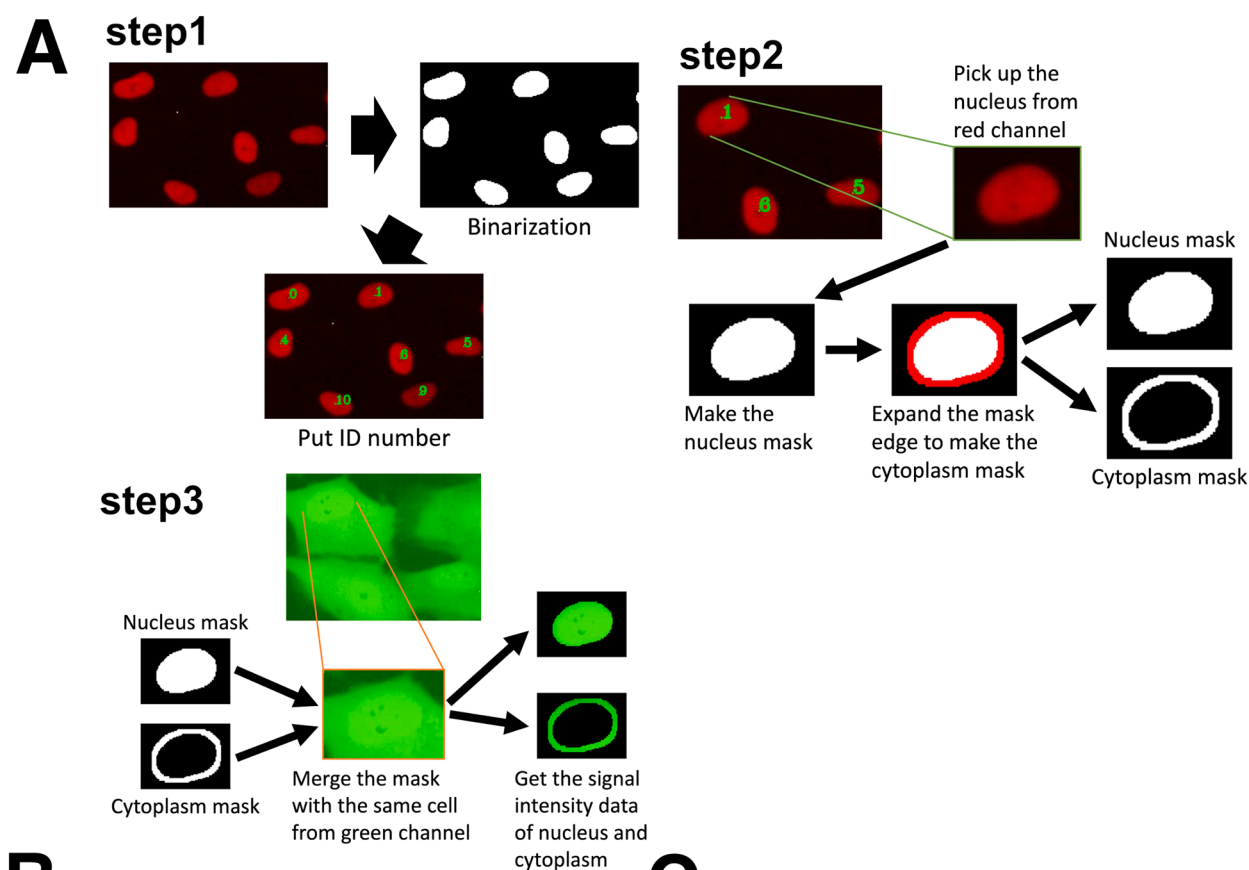 A
step1
Binarization
.0
.1
.4
.6
.5
.9
.10
Put ID number
step2
Pick up the
nucleus from
red channel
.1
.5
.6
Make the
nucleus mask
Expand the mask
edge to make the
cytoplasm mask
Nucleus mask
Cytoplasm mask
step3
Nucleus mask
Cytoplasm mask
Merge the mask
with the same cell
from green channel
Get the signal
intensity data
of nucleus and
cytoplasm